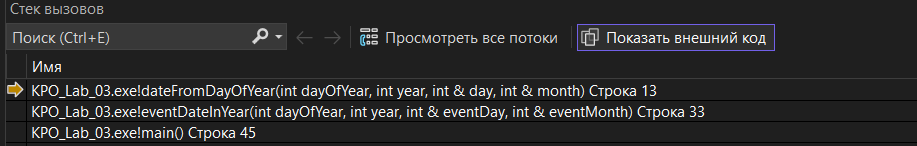 Стек вызовов
Поиск (Ctrl+E) Просмотреть все потоки Показать внешний код
Имя
KPO_Lab_03.exe!dateFromDayOfYear(int dayOfYear, int year, int & day, int & month) Строка 13
KPO_Lab_03.exe!eventDateInYear(int dayOfYear, int year, int & eventDay, int & eventMonth) Строка 33
KPO_Lab_03.exe!main() Строка 45